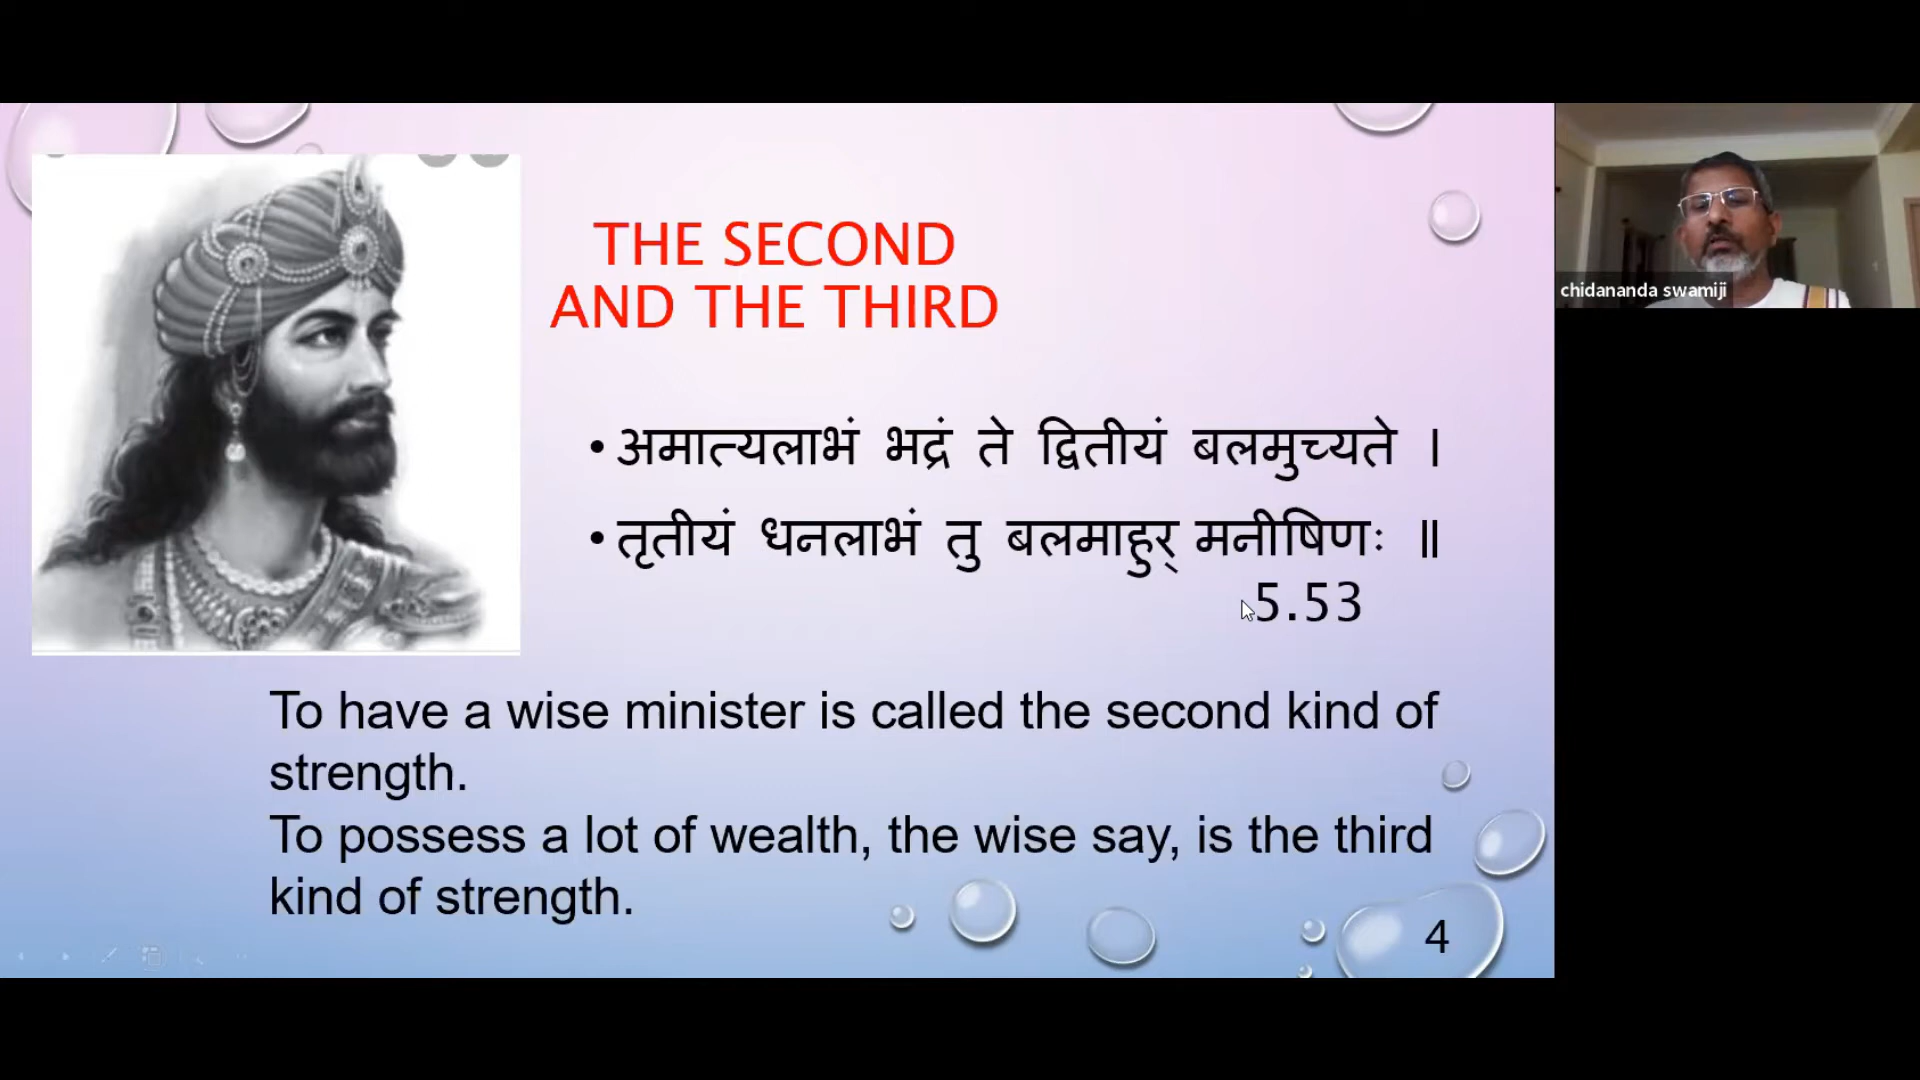 THE SECOND
AND THE THIRD
• अमात्यलाभं भद्रं ते द्वितीयं बलमुच्यते ।
• तृतीयं धनलाभं तु बलमाहुर् मनीषिणः ॥
5.53
To have a wise minister is called the second kind of
strength.
To possess a lot of wealth, the wise say, is the third
kind of strength.
4
chidananda swamiji